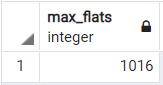 max_flats
integer
1 1016